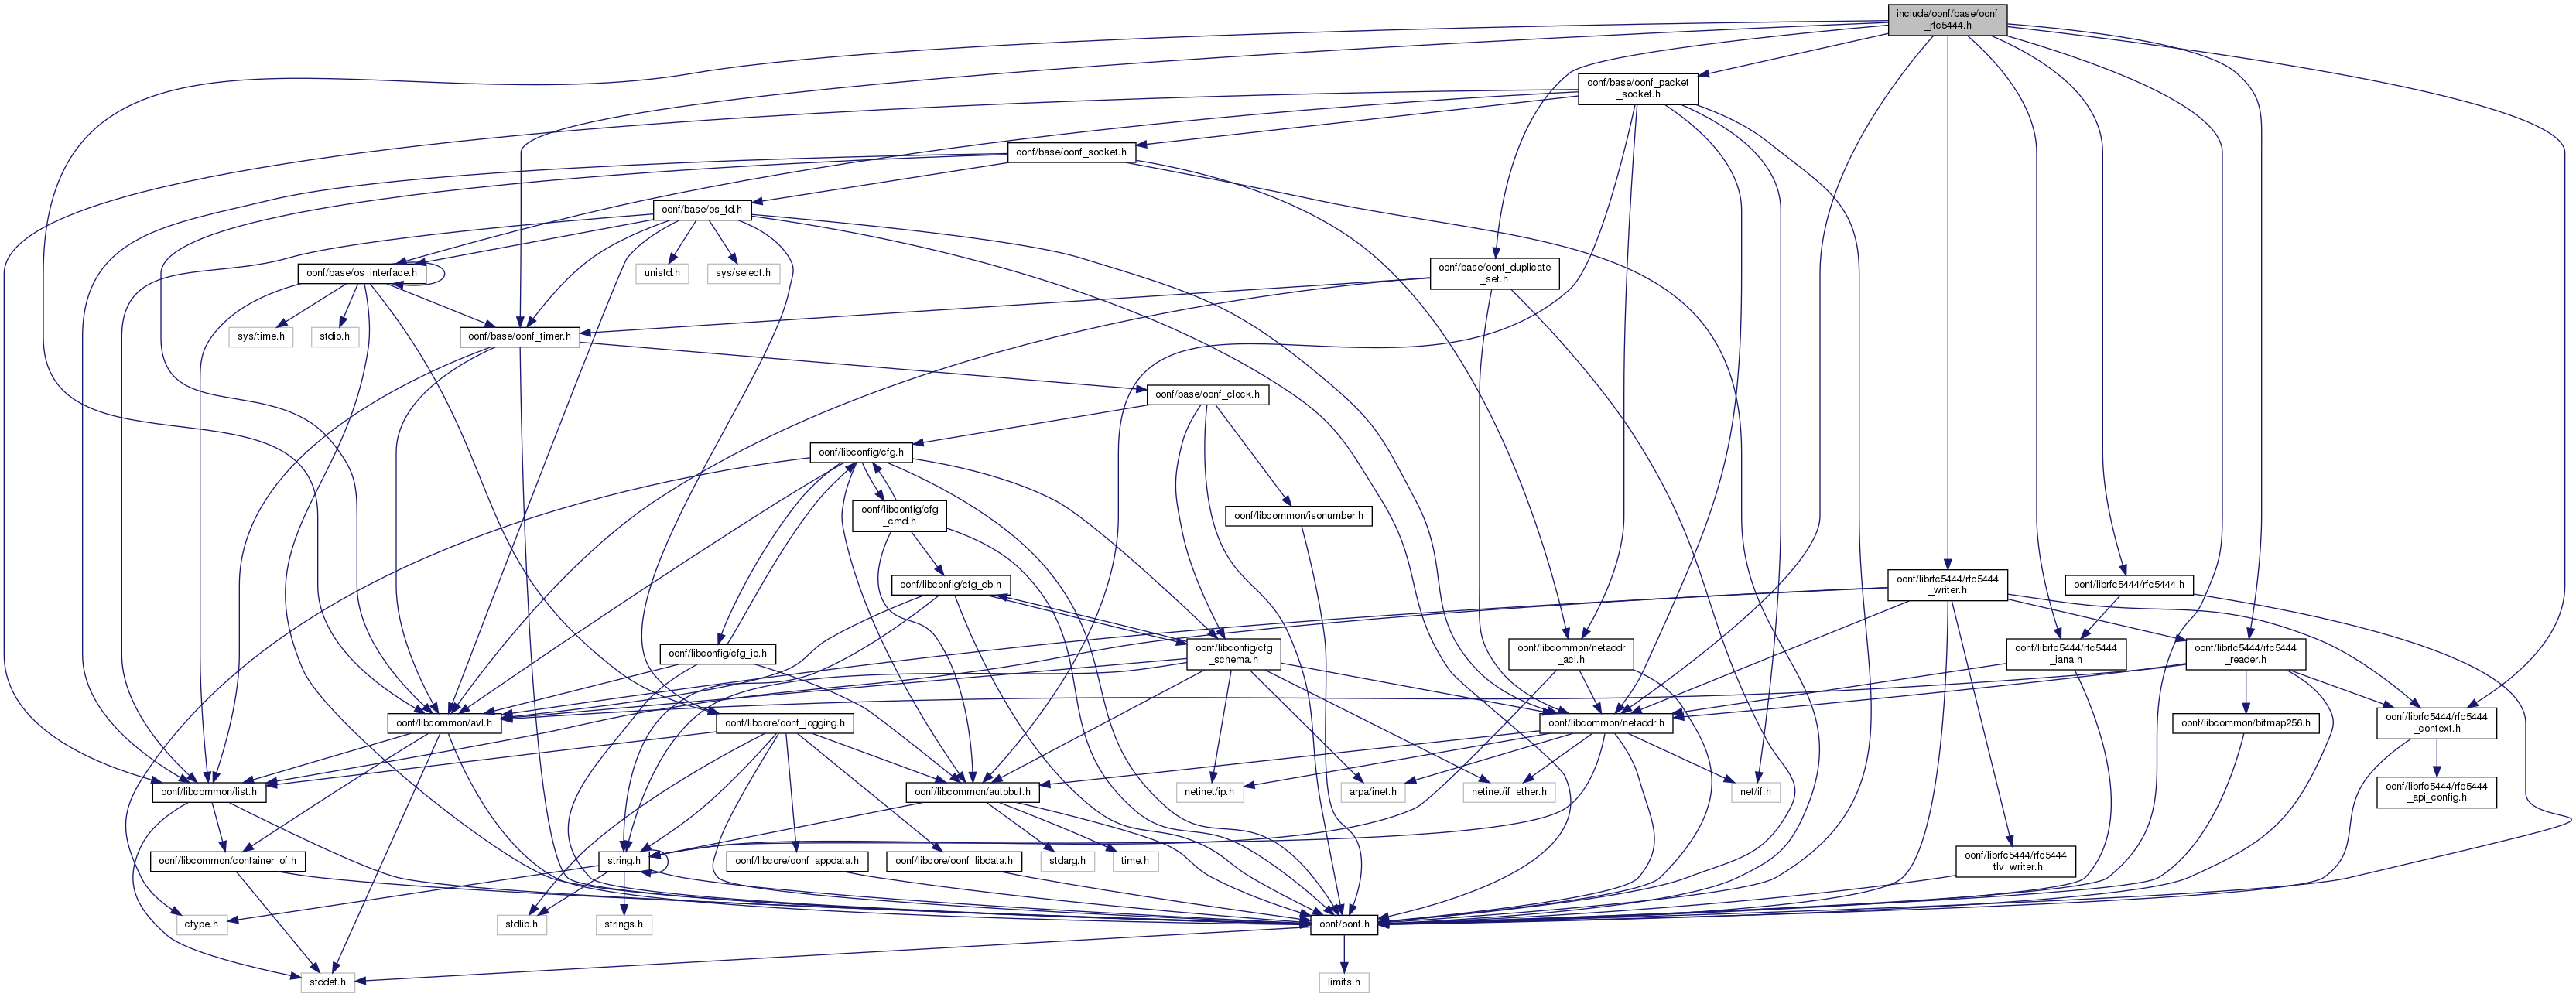 include/oonf/base/oonf
_rfc5444.h
oonf/base/oonf_packet
_socket.h
oonf/base/oonf_socket.h
oonf/base/os_fd.h
oonf/base/os_interface.h
unistd.h
sys/select.h
oonf/base/oonf_duplicate
_set.h
sys/time.h
stdio.h
oonf/base/oonf_timer.h
oonf/base/oonf_clock.h
oonf/libconfig/cfg.h
oonf/libconfig/cfg
_cmd.h
oonf/libcommon/isonumber.h
oonf/libconfig/cfg_db.h
oonf/librfc5444/rfc5444
_writer.h
oonf/librfc5444/rfc5444.h
oonf/libconfig/cfg_io.h
oonf/libconfig/cfg
_schema.h
oonf/libcommon/netaddr
_acl.h
oonf/librfc5444/rfc5444
_iana.h
oonf/librfc5444/rfc5444
_reader.h
oonf/libcommon/avl.h
oonf/libcore/oonf_logging.h
oonf/libcommon/netaddr.h
oonf/libcommon/bitmap256.h
oonf/librfc5444/rfc5444
_context.h
oonf/libcommon/list.h
oonf/libcommon/autobuf.h
netinet/ip.h
arpa/inet.h
netinet/if_ether.h
net/if.h
oonf/librfc5444/rfc5444
_api_config.h
oonf/libcommon/container_of.h
string.h
oonf/libcore/oonf_appdata.h
oonf/libcore/oonf_libdata.h
stdarg.h
time.h
oonf/librfc5444/rfc5444
_tlv_writer.h
ctype.h
stdlib.h
strings.h
oonf/oonf.h
stddef.h
limits.h